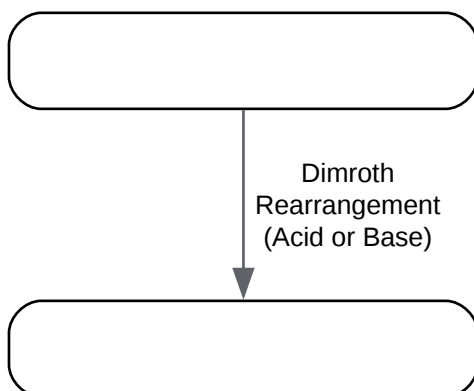 Dimroth
Rearrangement
(Acid or Base)